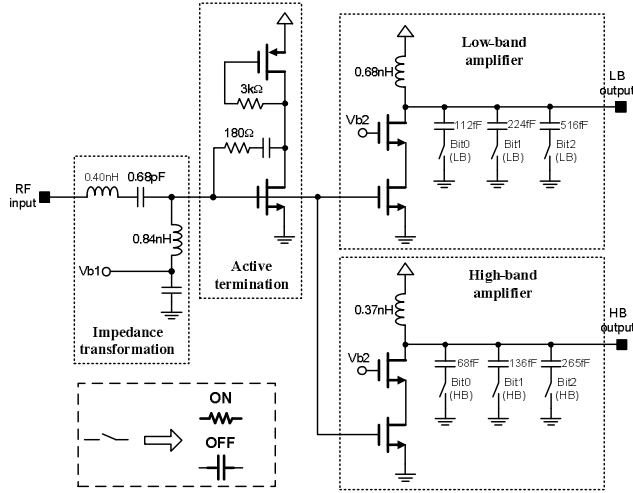 Low-band
amplifier
0.68nH
LB
output
Vb2
112fF
224fF
516fF
Bit0
(LB)
Bit1
(LB)
Bit2
(LB)
3kΩ
180Ω
RF
input
0.40nH
0.68pF
0.84nH
Vb1
Impedance
transformation
Active
termination
High-band
amplifier
0.37nH
HB
output
Vb2
68fF
136fF
265fF
Bit0
(HB)
Bit1
(HB)
Bit2
(HB)
ON
OFF